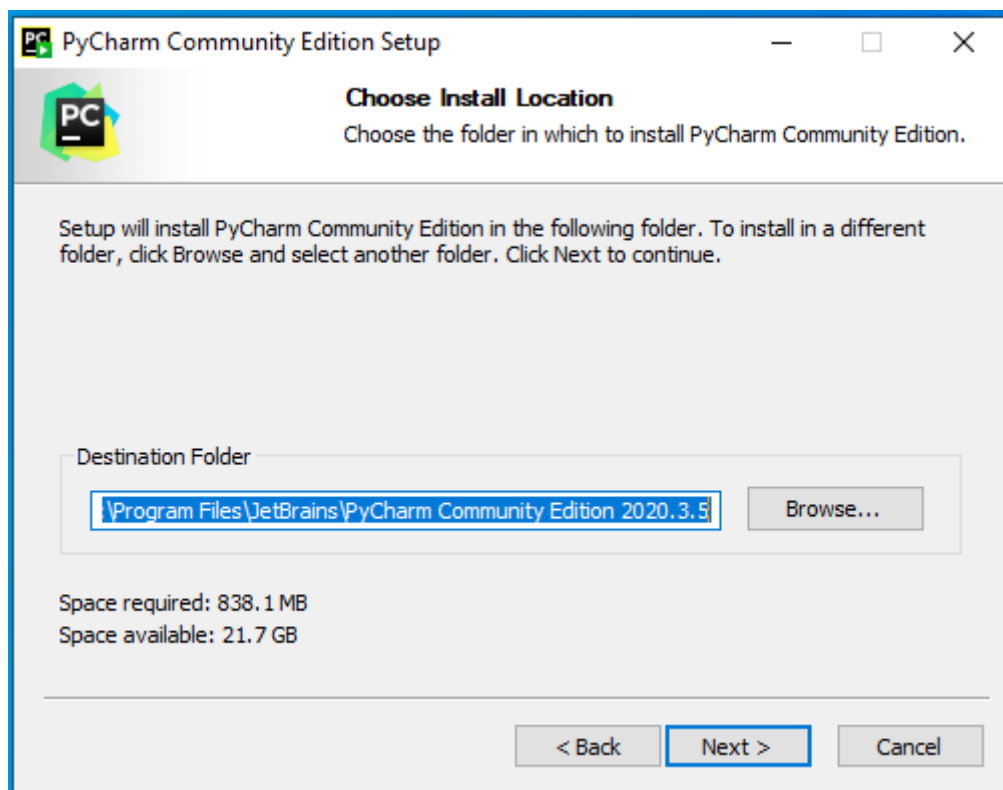 PyCharm Community Edition Setup
PC
Choose Install Location
Choose the folder in which to install PyCharm Community Edition.
Setup will install PyCharm Community Edition in the following folder. To install in a different
folder, click Browse and select another folder. Click Next to continue.
Destination Folder
:\Program Files\JetBrains\PyCharm Community Edition 2020.3.5
Browse...
Space required: 838.1 MB
Space available: 21.7 GB
< Back
Next >
Cancel